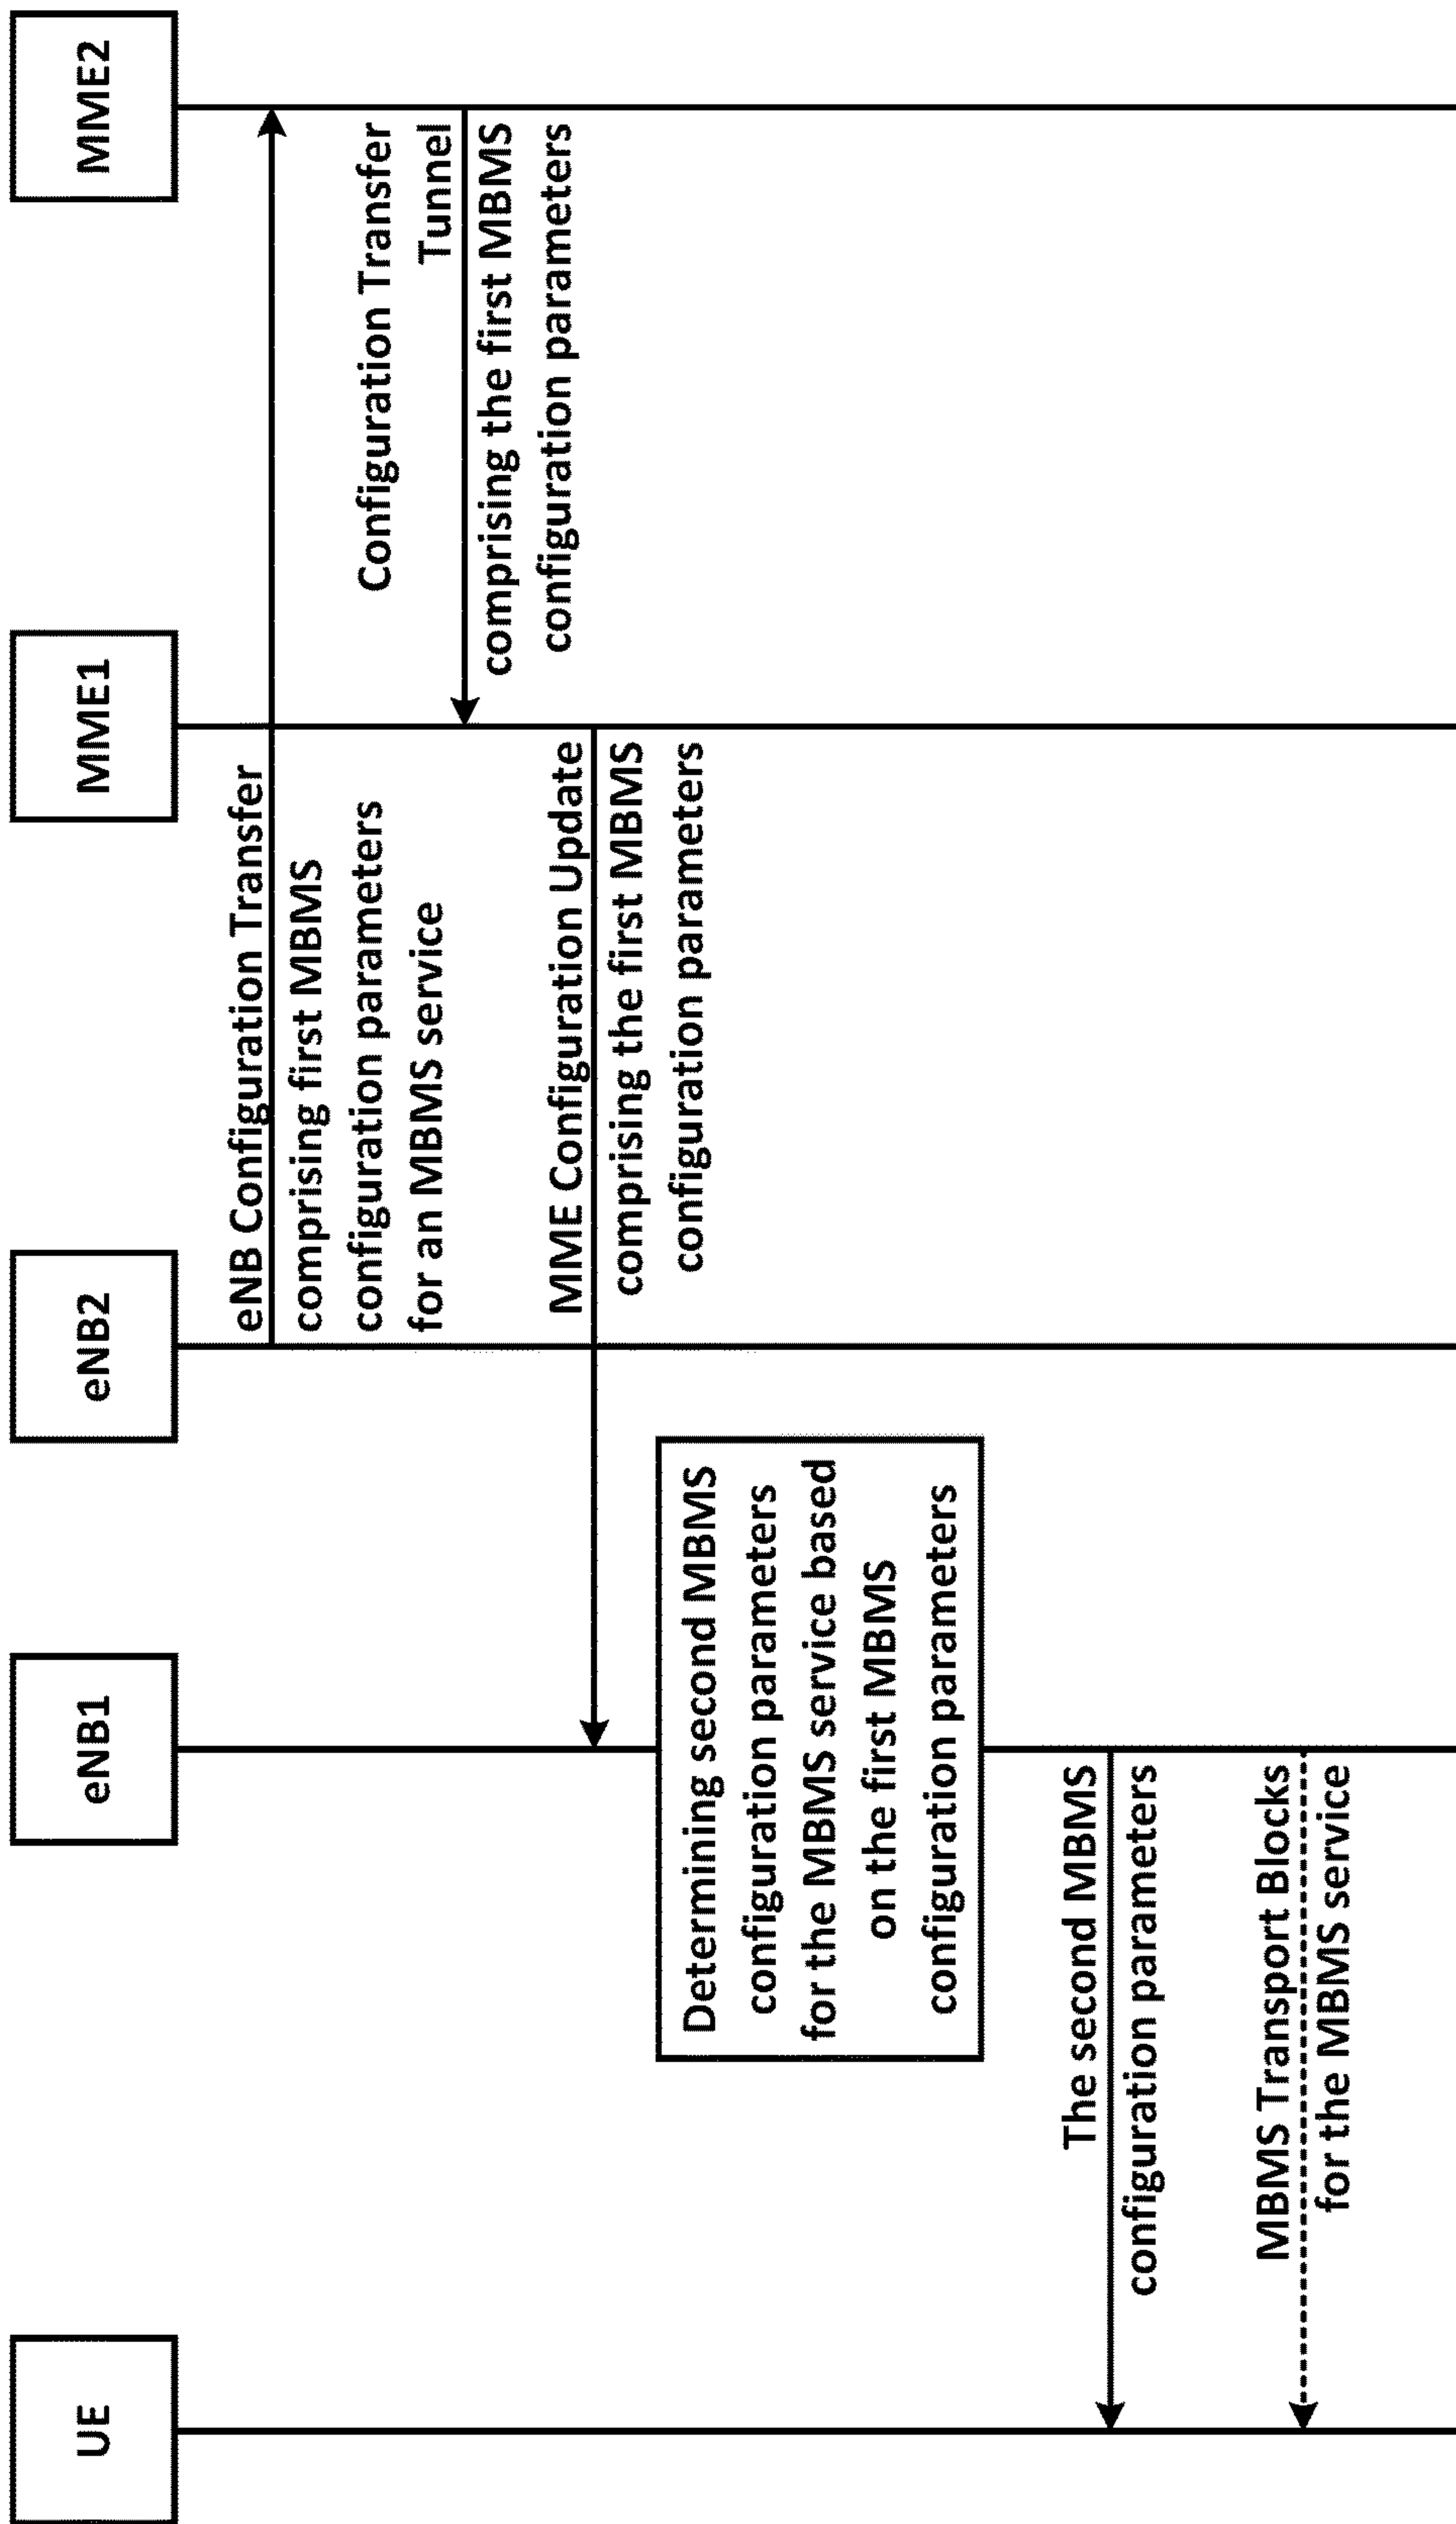 UE
eNB1
eNB2
MME1
MME2
eNB Configuration Transfer
comprising first MBMS
configuration parameters
for an MBMS service
Configuration Transfer
Tunnel
comprising the first MBMS
configuration parameters
MME Configuration Update
comprising the first MBMS
configuration parameters
Determining second MBMS
configuration parameters
for the MBMS service based
on the first MBMS
configuration parameters
The second MBMS
configuration parameters
MBMS Transport Blocks
for the MBMS service